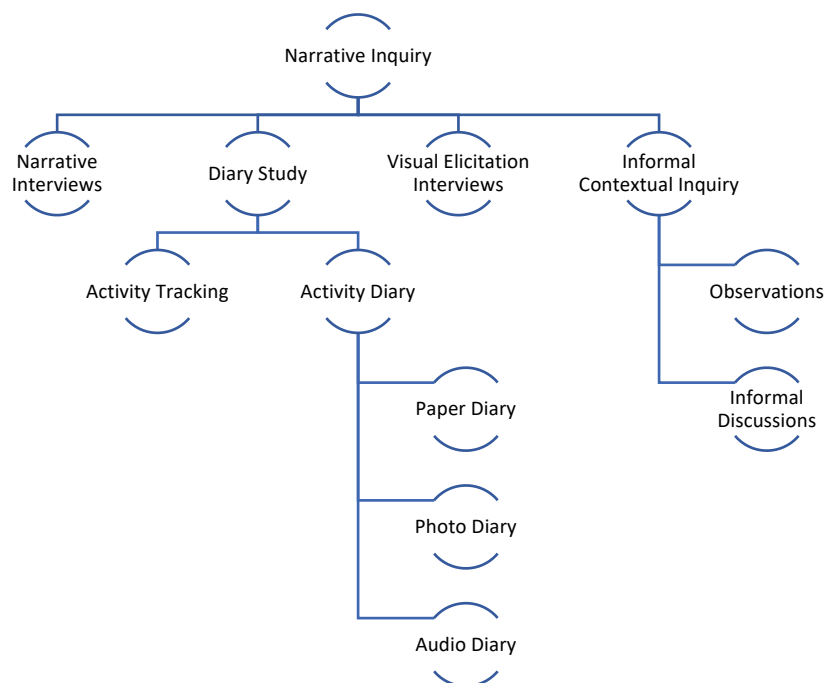 Narrative Inquiry
Narrative
Interviews
Diary Study
Visual Elicitation
Interviews
Informal
Contextual Inquiry
Activity Tracking
Activity Diary
Observations
Paper Diary
Informal
Discussions
Photo Diary
Audio Diary